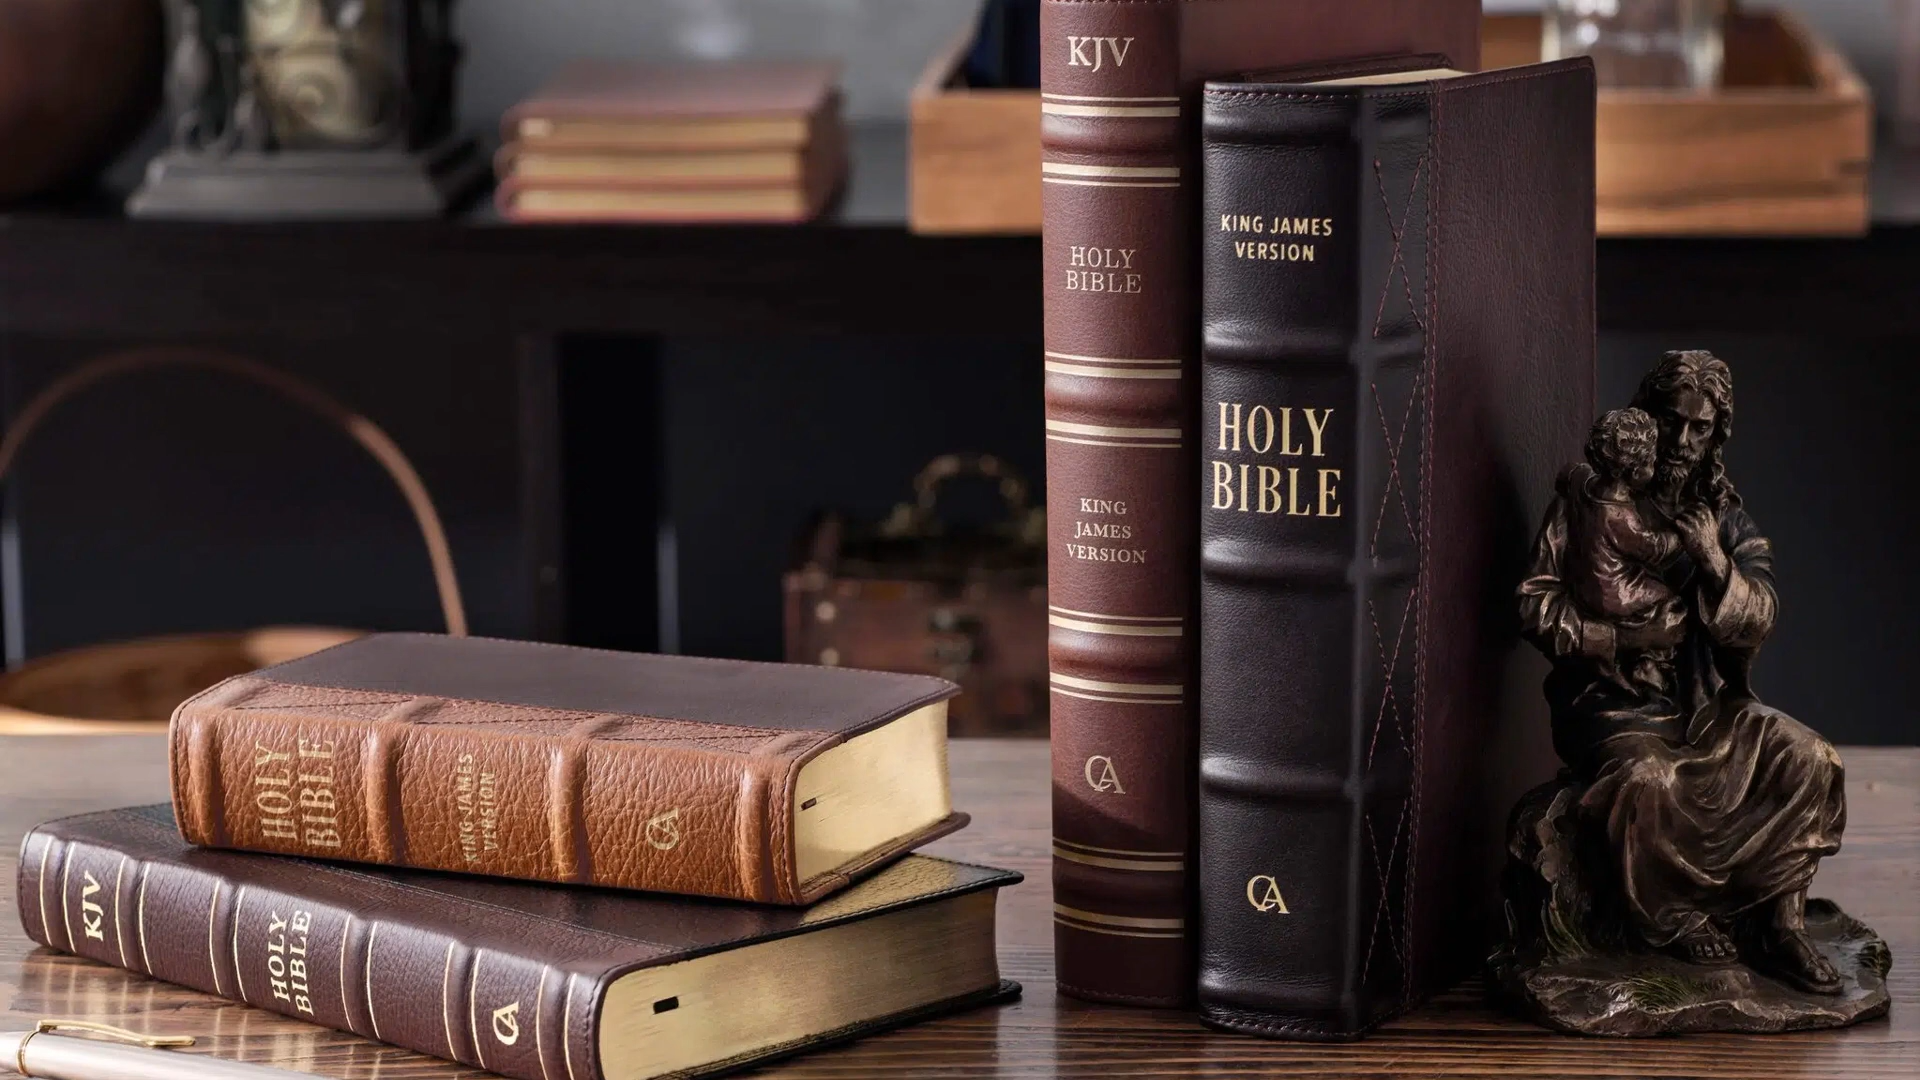 KJV
HOLY
BIBLE
KING
JAMES
VERSION
CA
KING JAMES
VERSION
HOLY
BIBLE
CA
HOLY
BIBLE
KING JAMES
VERSION
CA
KJV
HOLY
BIBLE
CA